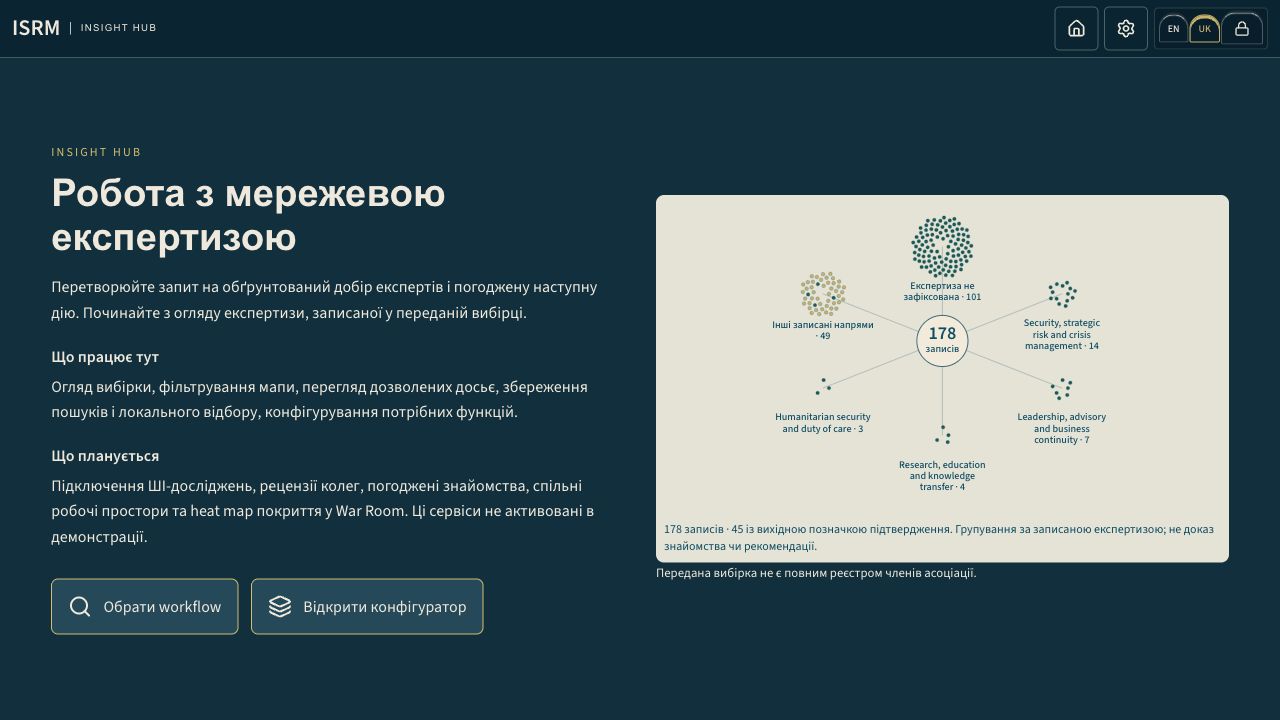 ISRM
INSIGHT HUB
EN
UK
INSIGHT HUB
Робота з мережевою
експертизою
Перетворюйте запит на обґрунтований добір експертів і погоджену наступну
дію. Починайте з огляду експертизи, записаної у переданій вибірці.
Що працює тут
Огляд вибірки, фільтрування мапи, перегляд дозволених досьє, збереження
пошуків і локального відбору, конфігурування потрібних функцій.
Що планується
Підключення ШІ-досліджень, рецензії колег, погоджені знайомства, спільні
робочі простори та heat map покриття у War Room. Ці сервіси не активовані в
демонстрації.
Обрати workflow
Відкрити конфігуратор
Експертиза не
зафіксована · 101
Інші записані напрями
· 49
Security, strategic
risk and crisis
management · 14
178
записів
Humanitarian security
and duty of care · 3
Leadership, advisory
and business
continuity · 7
Research, education
and knowledge
transfer · 4
178 записів · 45 із вихідною позначкою підтвердження. Групування за записаною експертизою; не доказ
знайомства чи рекомендації.
Передана вибірка не є повним реєстром членів асоціації.